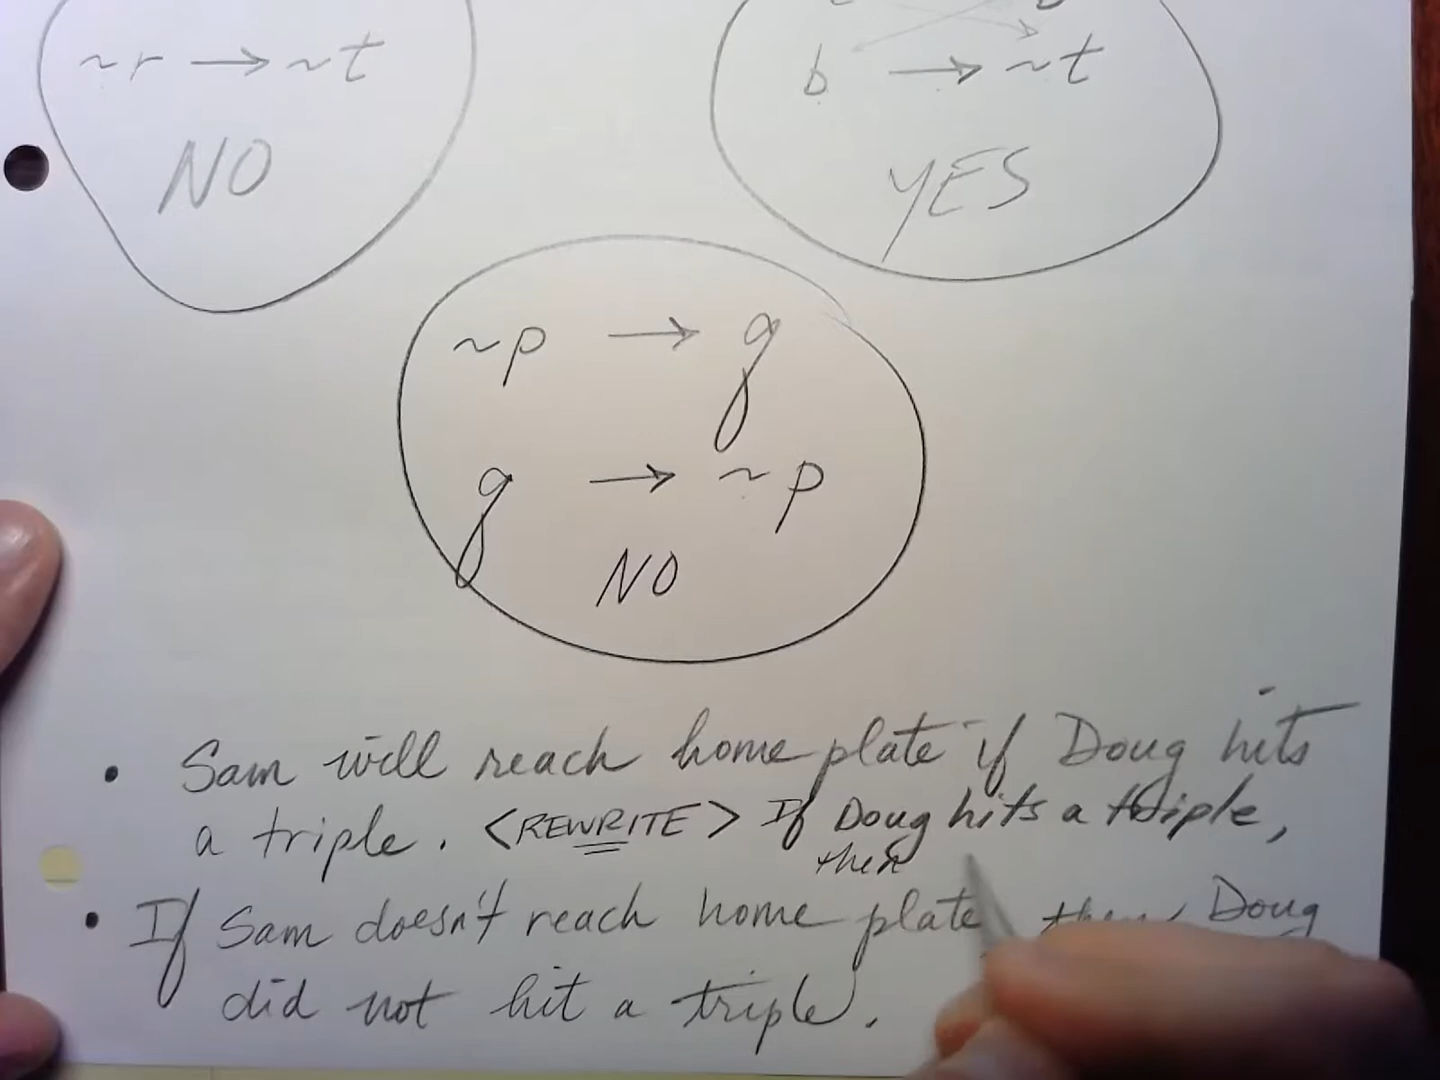 ~r → ~t
b → ~t
NO
YES
~p → g
g → ~p
NO
• Sam will reach home plate if Doug hits
a triple. <REWRITE> If Doug hits a triple,
then
• If Sam doesn't reach home plate, then Doug
did not hit a triple.